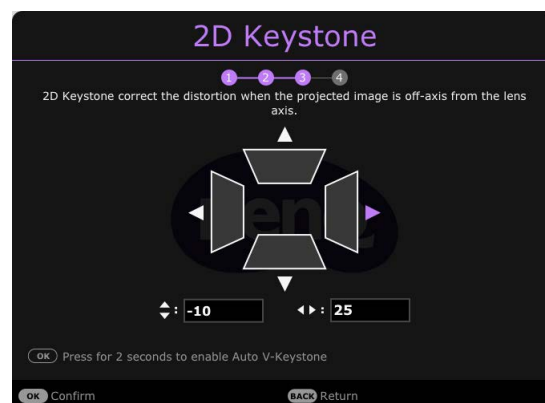 2D Keystone
1 2 3 4
2D Keystone correct the distortion when the projected image is off-axis from the lens
axis.
BenQ
: -10 : 25
OK Press for 2 seconds to enable Auto V-Keystone
OK Confirm BACK Return